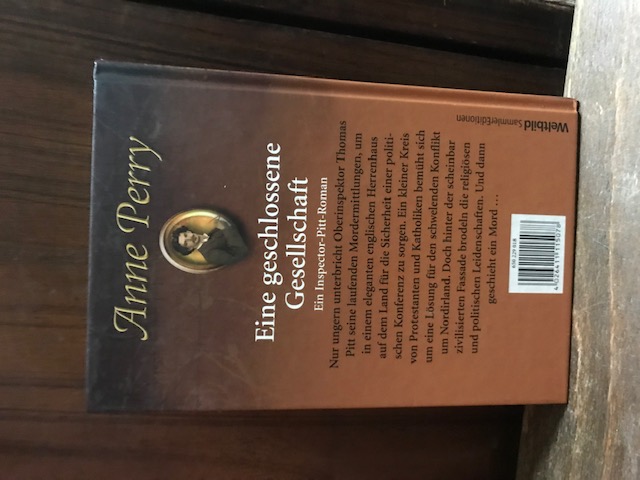 Anne Perry
Eine geschlossene
Gesellschaft
Ein Inspector-Pitt-Roman
Nur ungern unterbricht Oberinspektor Thomas
Pitt seine laufenden Mordermittlungen, um
in einem eleganten englischen Herrenhaus
auf dem Land für die Sicherheit einer politi-
schen Konferenz zu sorgen. Ein kleiner Kreis
von Protestanten und Katholiken bemüht sich
um eine Lösung für den schwelenden Konflikt
um Nordirland. Doch hinter der scheinbar
zivilisierten Fassade brodeln die religiösen
und politischen Leidenschaften. Und dann
geschieht ein Mord ...
Weltbild SammlerEditionen